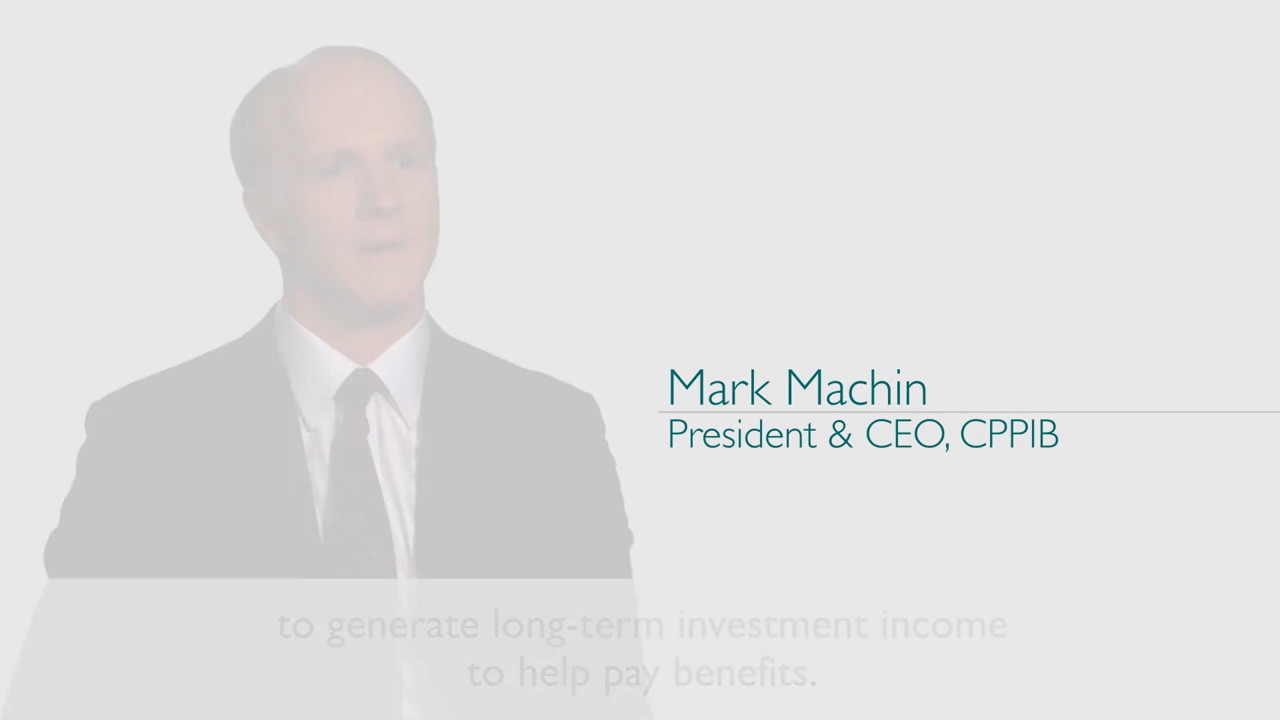 Mark Machin
President & CEO, CPPIB
to generate long-term investment income
to help pay benefits.